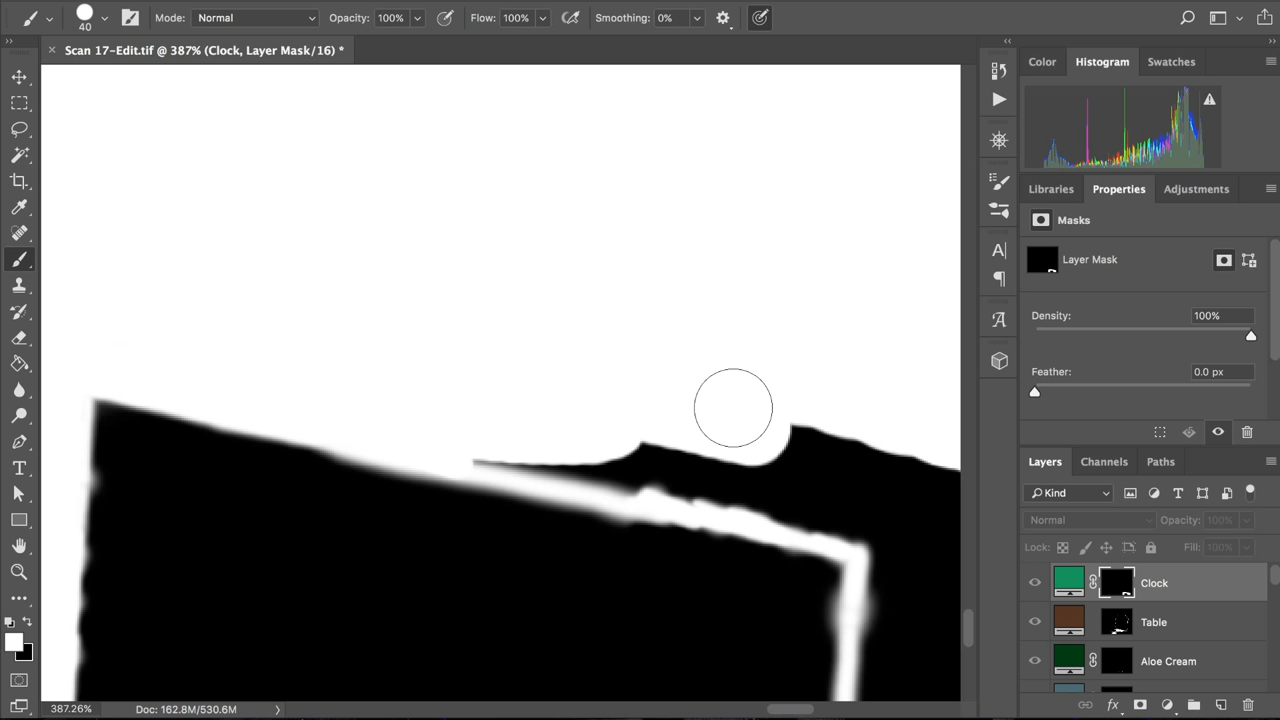 40
Mode: Normal
Opacity: 100%
Flow: 100%
Smoothing: 0%
Scan 17-Edit.tif @ 387% (Clock, Layer Mask/16) *
Color
Histogram
Swatches
Libraries
Properties
Adjustments
Masks
Layer Mask
Density:
100%
Feather:
0.0 px
Layers
Channels
Paths
Kind
Normal
Opacity: 100%
Lock:
Fill: 100%
Clock
Table
Aloe Cream
387.26%
Doc: 162.8M/530.6M